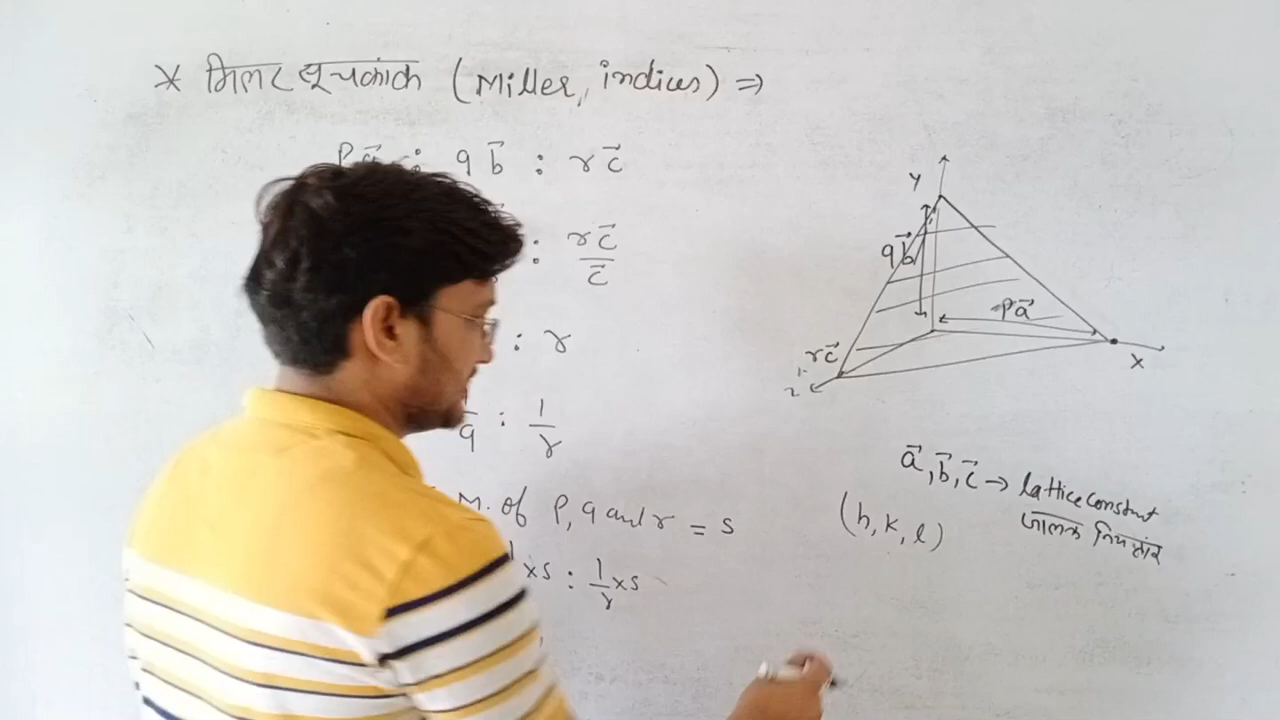 * मिलर सूचकांक (Miller, indices) ⇒
Pa⃗ : qb⃗ : rc⃗
: rc⃗/c⃗
: r
1/q : 1/r
M. of P, q and r = s
xs : 1/r xs
Y
qb⃗
Pa⃗
rc⃗
X
Z
a⃗, b⃗, c⃗ → lattice constant
जालक नियतांक
(h, k, l)